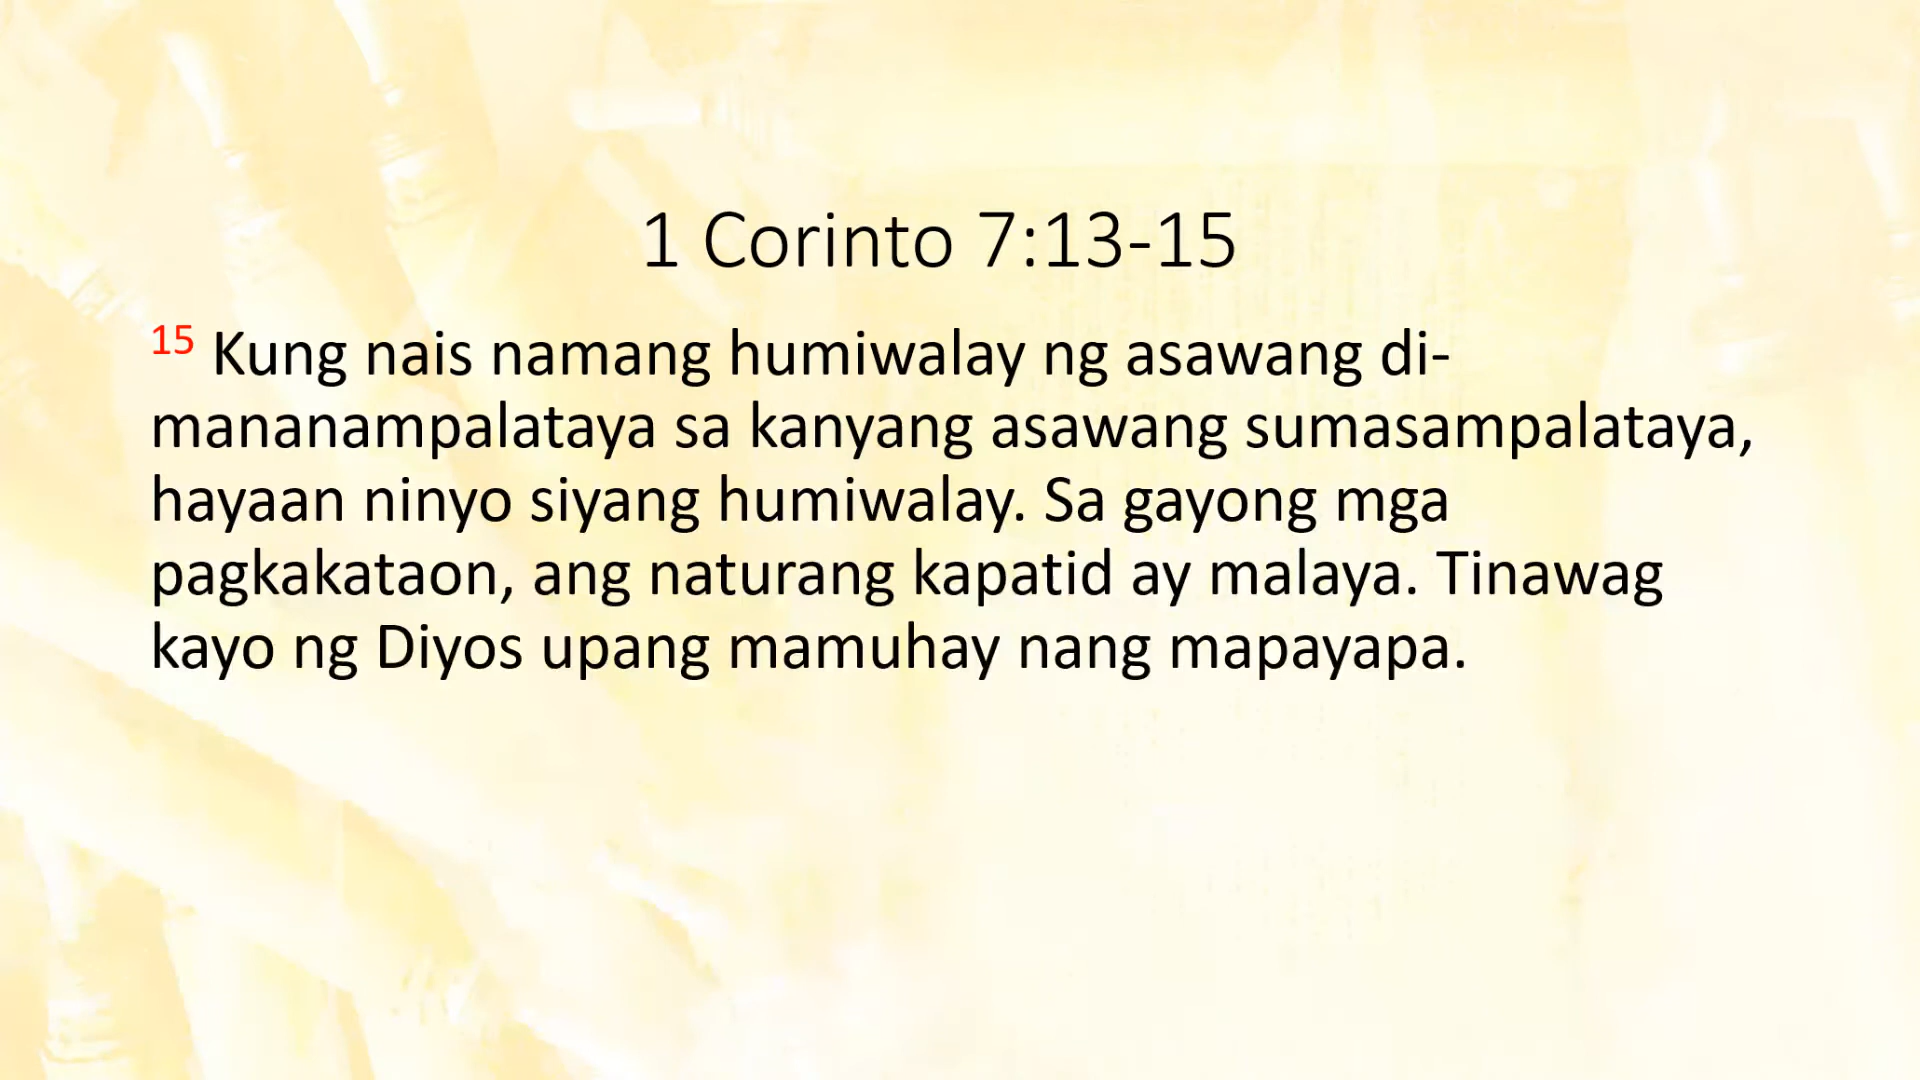 1 Corinto 7:13-15
15 Kung nais namang humiwalay ng asawang di-
mananampalataya sa kanyang asawang sumasampalataya,
hayaan ninyo siyang humiwalay. Sa gayong mga
pagkakataon, ang naturang kapatid ay malaya. Tinawag
kayo ng Diyos upang mamuhay nang mapayapa.